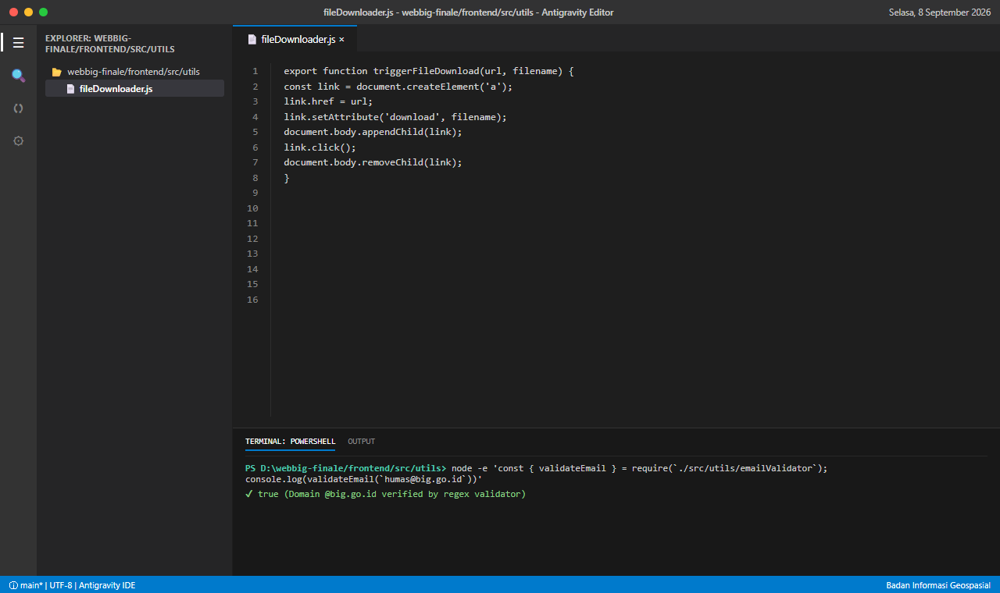 fileDownloader.js - webbig-finale/frontend/src/utils - Antigravity Editor
Selasa, 8 September 2026
EXPLORER: WEBBIG-
FINALE/FRONTEND/SRC/UTILS
webbig-finale/frontend/src/utils
fileDownloader.js
fileDownloader.js ×
1 export function triggerFileDownload(url, filename) {
2 const link = document.createElement('a');
3 link.href = url;
4 link.setAttribute('download', filename);
5 document.body.appendChild(link);
6 link.click();
7 document.body.removeChild(link);
8 }
9
10
11
12
13
14
15
16
TERMINAL: POWERSHELL OUTPUT
PS D:\webbig-finale/frontend/src/utils> node -e 'const { validateEmail } = require(`./src/utils/emailValidator`);
console.log(validateEmail(`humas@big.go.id`))'
✓ true (Domain @big.go.id verified by regex validator)
ⓘ main* | UTF-8 | Antigravity IDE
Badan Informasi Geospasial